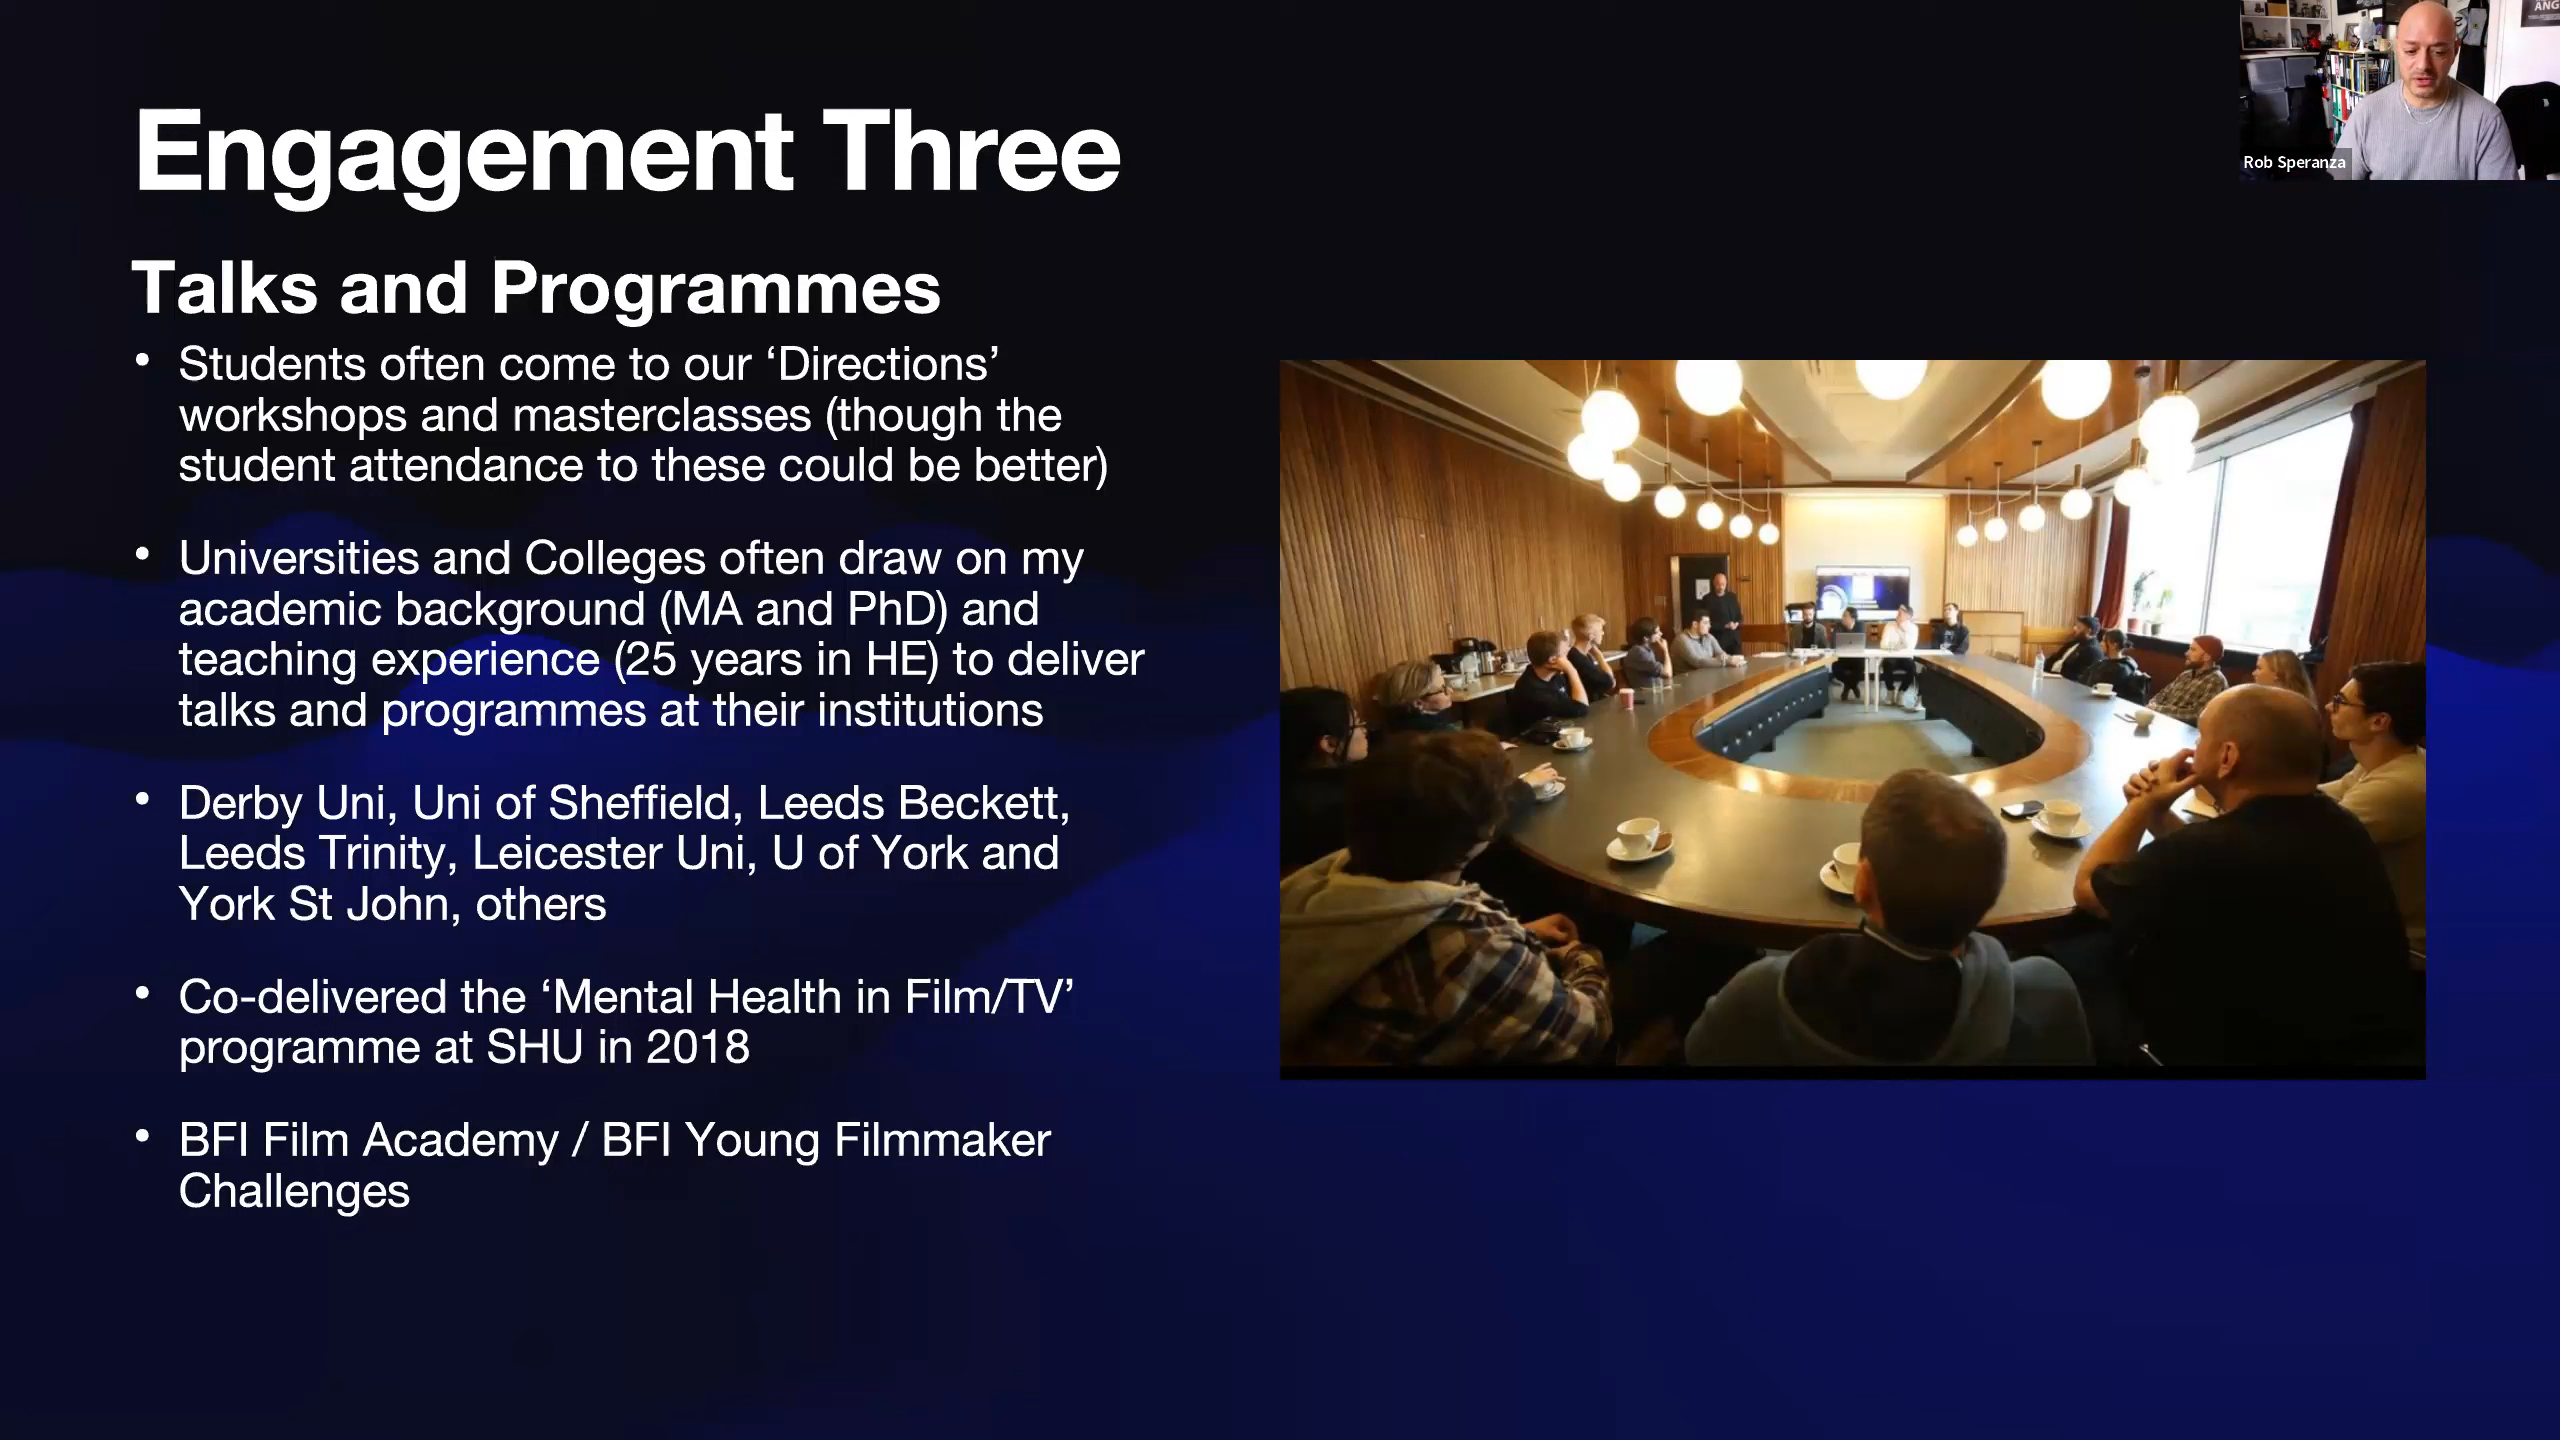 Engagement Three
Talks and Programmes
• Students often come to our ‘Directions’
workshops and masterclasses (though the
student attendance to these could be better)
• Universities and Colleges often draw on my
academic background (MA and PhD) and
teaching experience (25 years in HE) to deliver
talks and programmes at their institutions
• Derby Uni, Uni of Sheffield, Leeds Beckett,
Leeds Trinity, Leicester Uni, U of York and
York St John, others
• Co-delivered the ‘Mental Health in Film/TV’
programme at SHU in 2018
• BFI Film Academy / BFI Young Filmmaker
Challenges
ANG
Rob Speranza